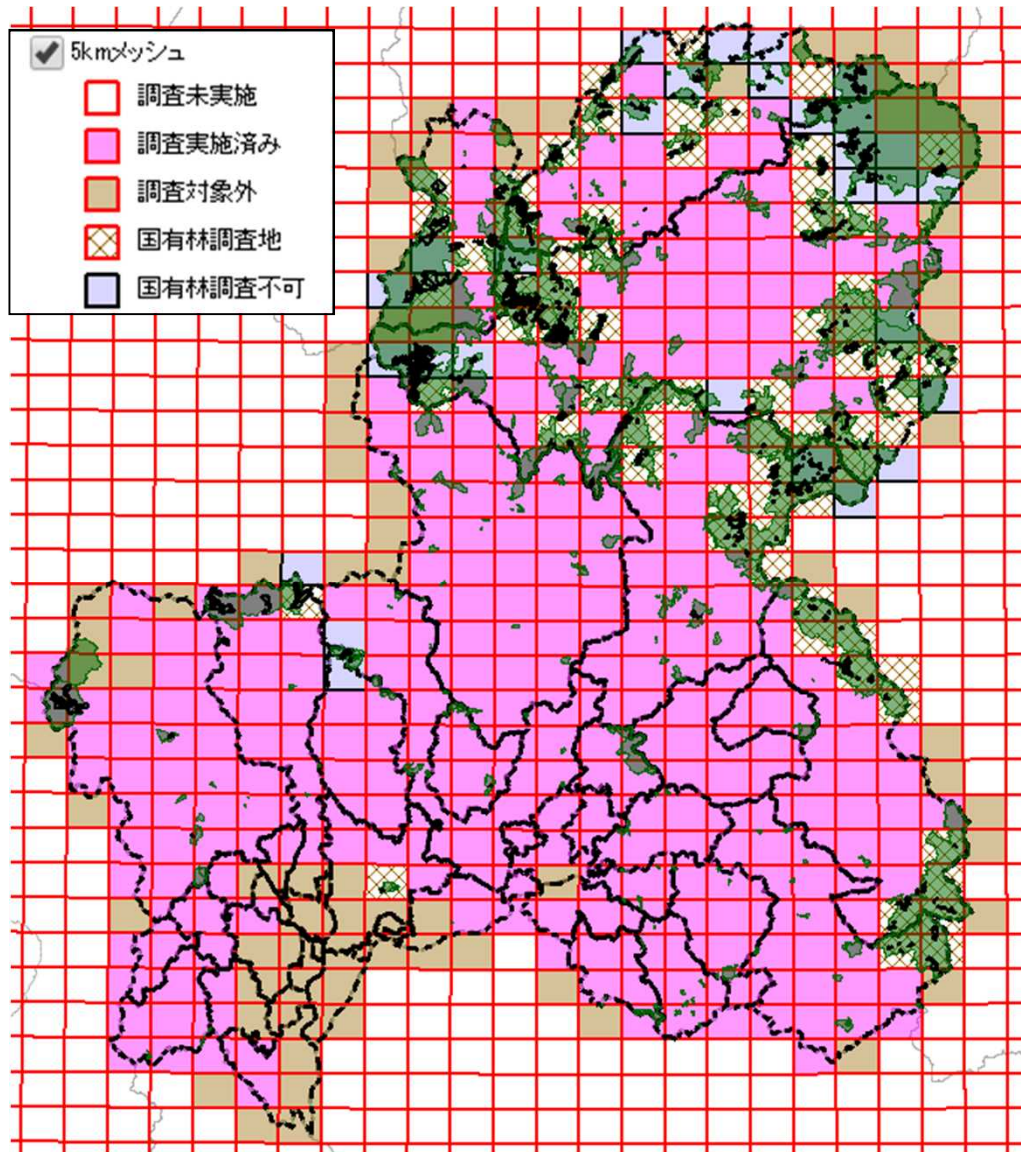 5kmメッシュ
調査未実施
調査実施済み
調査対象外
国有林調査地
国有林調査不可